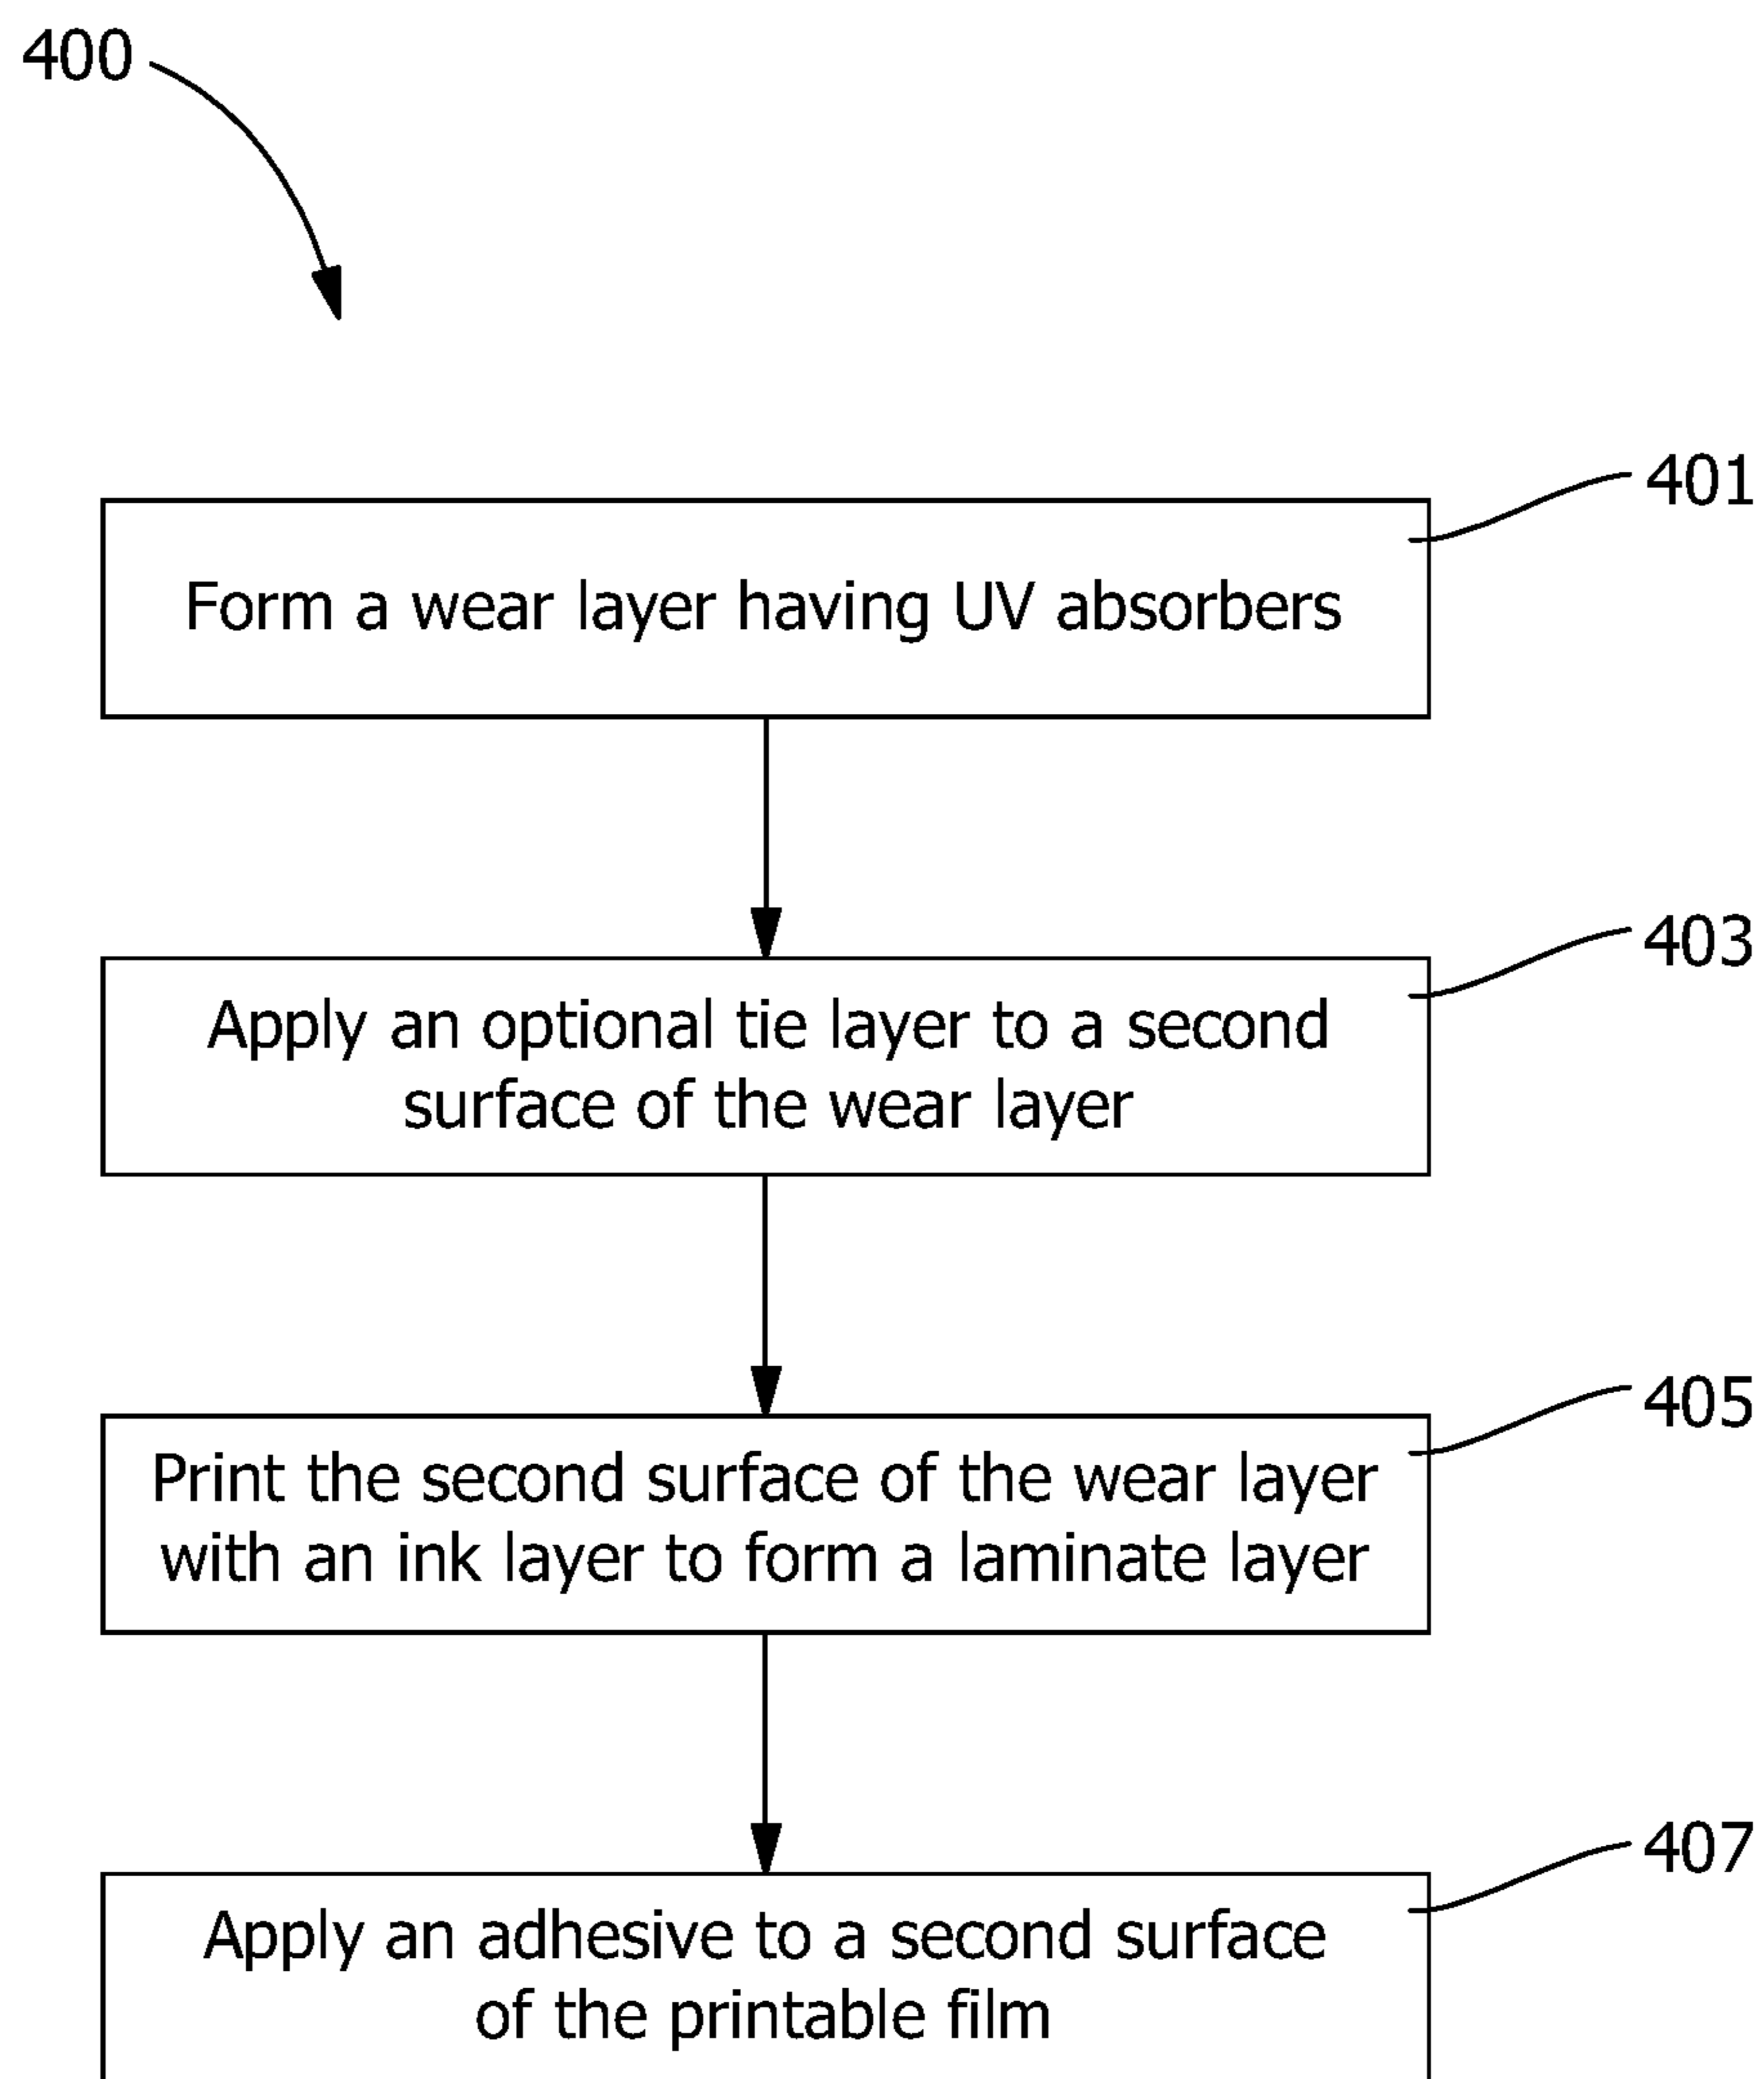 400
401
Form a wear layer having UV absorbers
403
Apply an optional tie layer to a second
surface of the wear layer
405
Print the second surface of the wear layer
with an ink layer to form a laminate layer
407
Apply an adhesive to a second surface
of the printable film